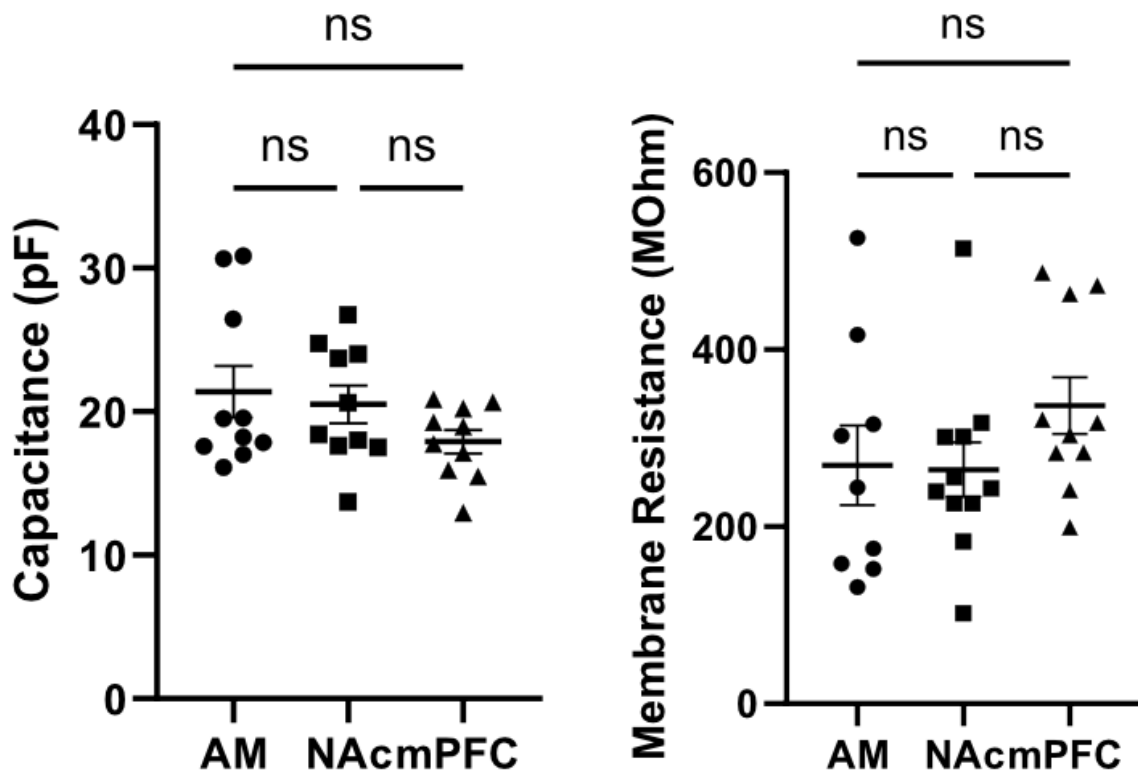 ns
ns ns
40
30
20
10
0
Capacitance (pF)
AM NAcmPFC
ns
ns ns
600
400
200
0
Membrane Resistance (MOhm)
AM NAcmPFC